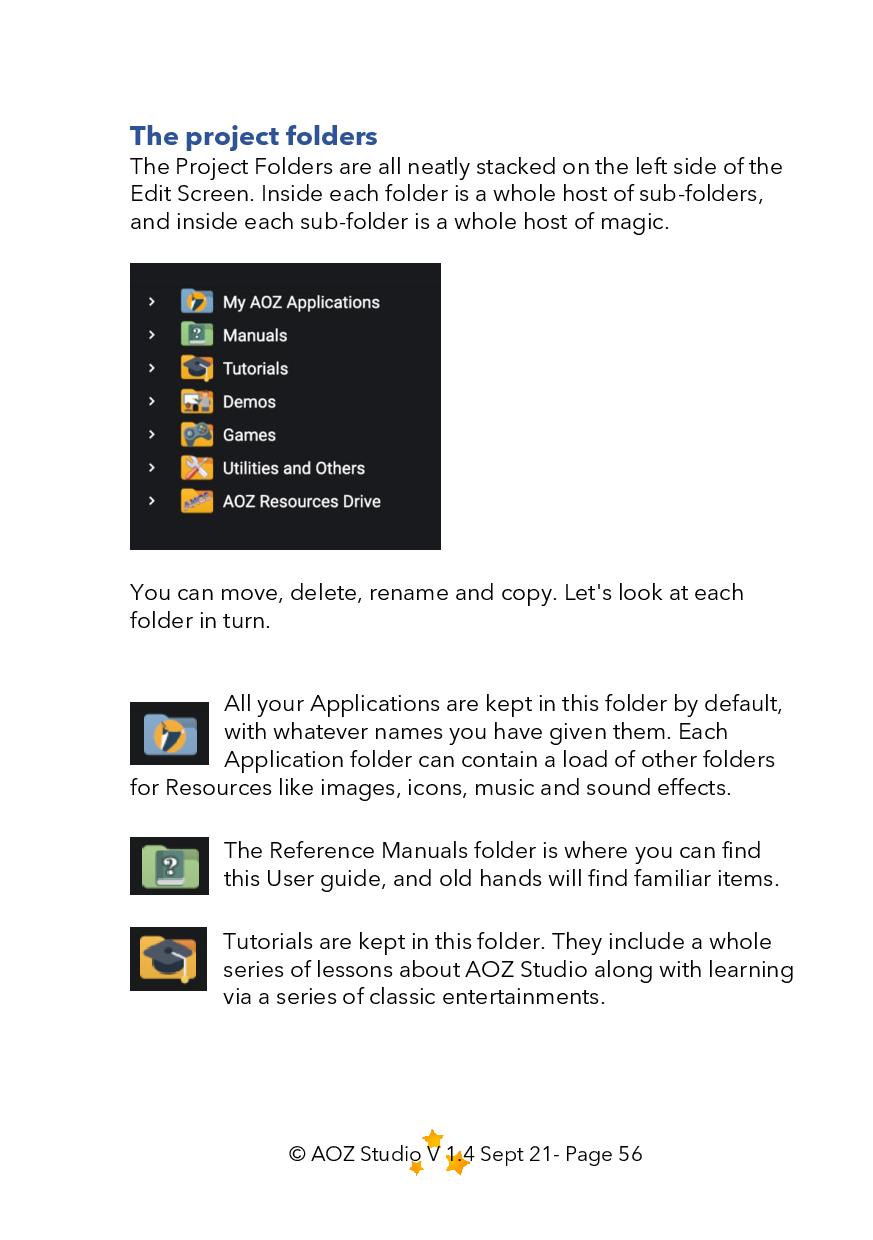 The project folders
The Project Folders are all neatly stacked on the left side of the
Edit Screen. Inside each folder is a whole host of sub-folders,
and inside each sub-folder is a whole host of magic.
My AOZ Applications
Manuals
Tutorials
Demos
Games
Utilities and Others
AOZ Resources Drive
You can move, delete, rename and copy. Let's look at each
folder in turn.
All your Applications are kept in this folder by default,
with whatever names you have given them. Each
Application folder can contain a load of other folders
for Resources like images, icons, music and sound effects.
The Reference Manuals folder is where you can find
this User guide, and old hands will find familiar items.
Tutorials are kept in this folder. They include a whole
series of lessons about AOZ Studio along with learning
via a series of classic entertainments.
© AOZ Studio V 1.4 Sept 21- Page 56